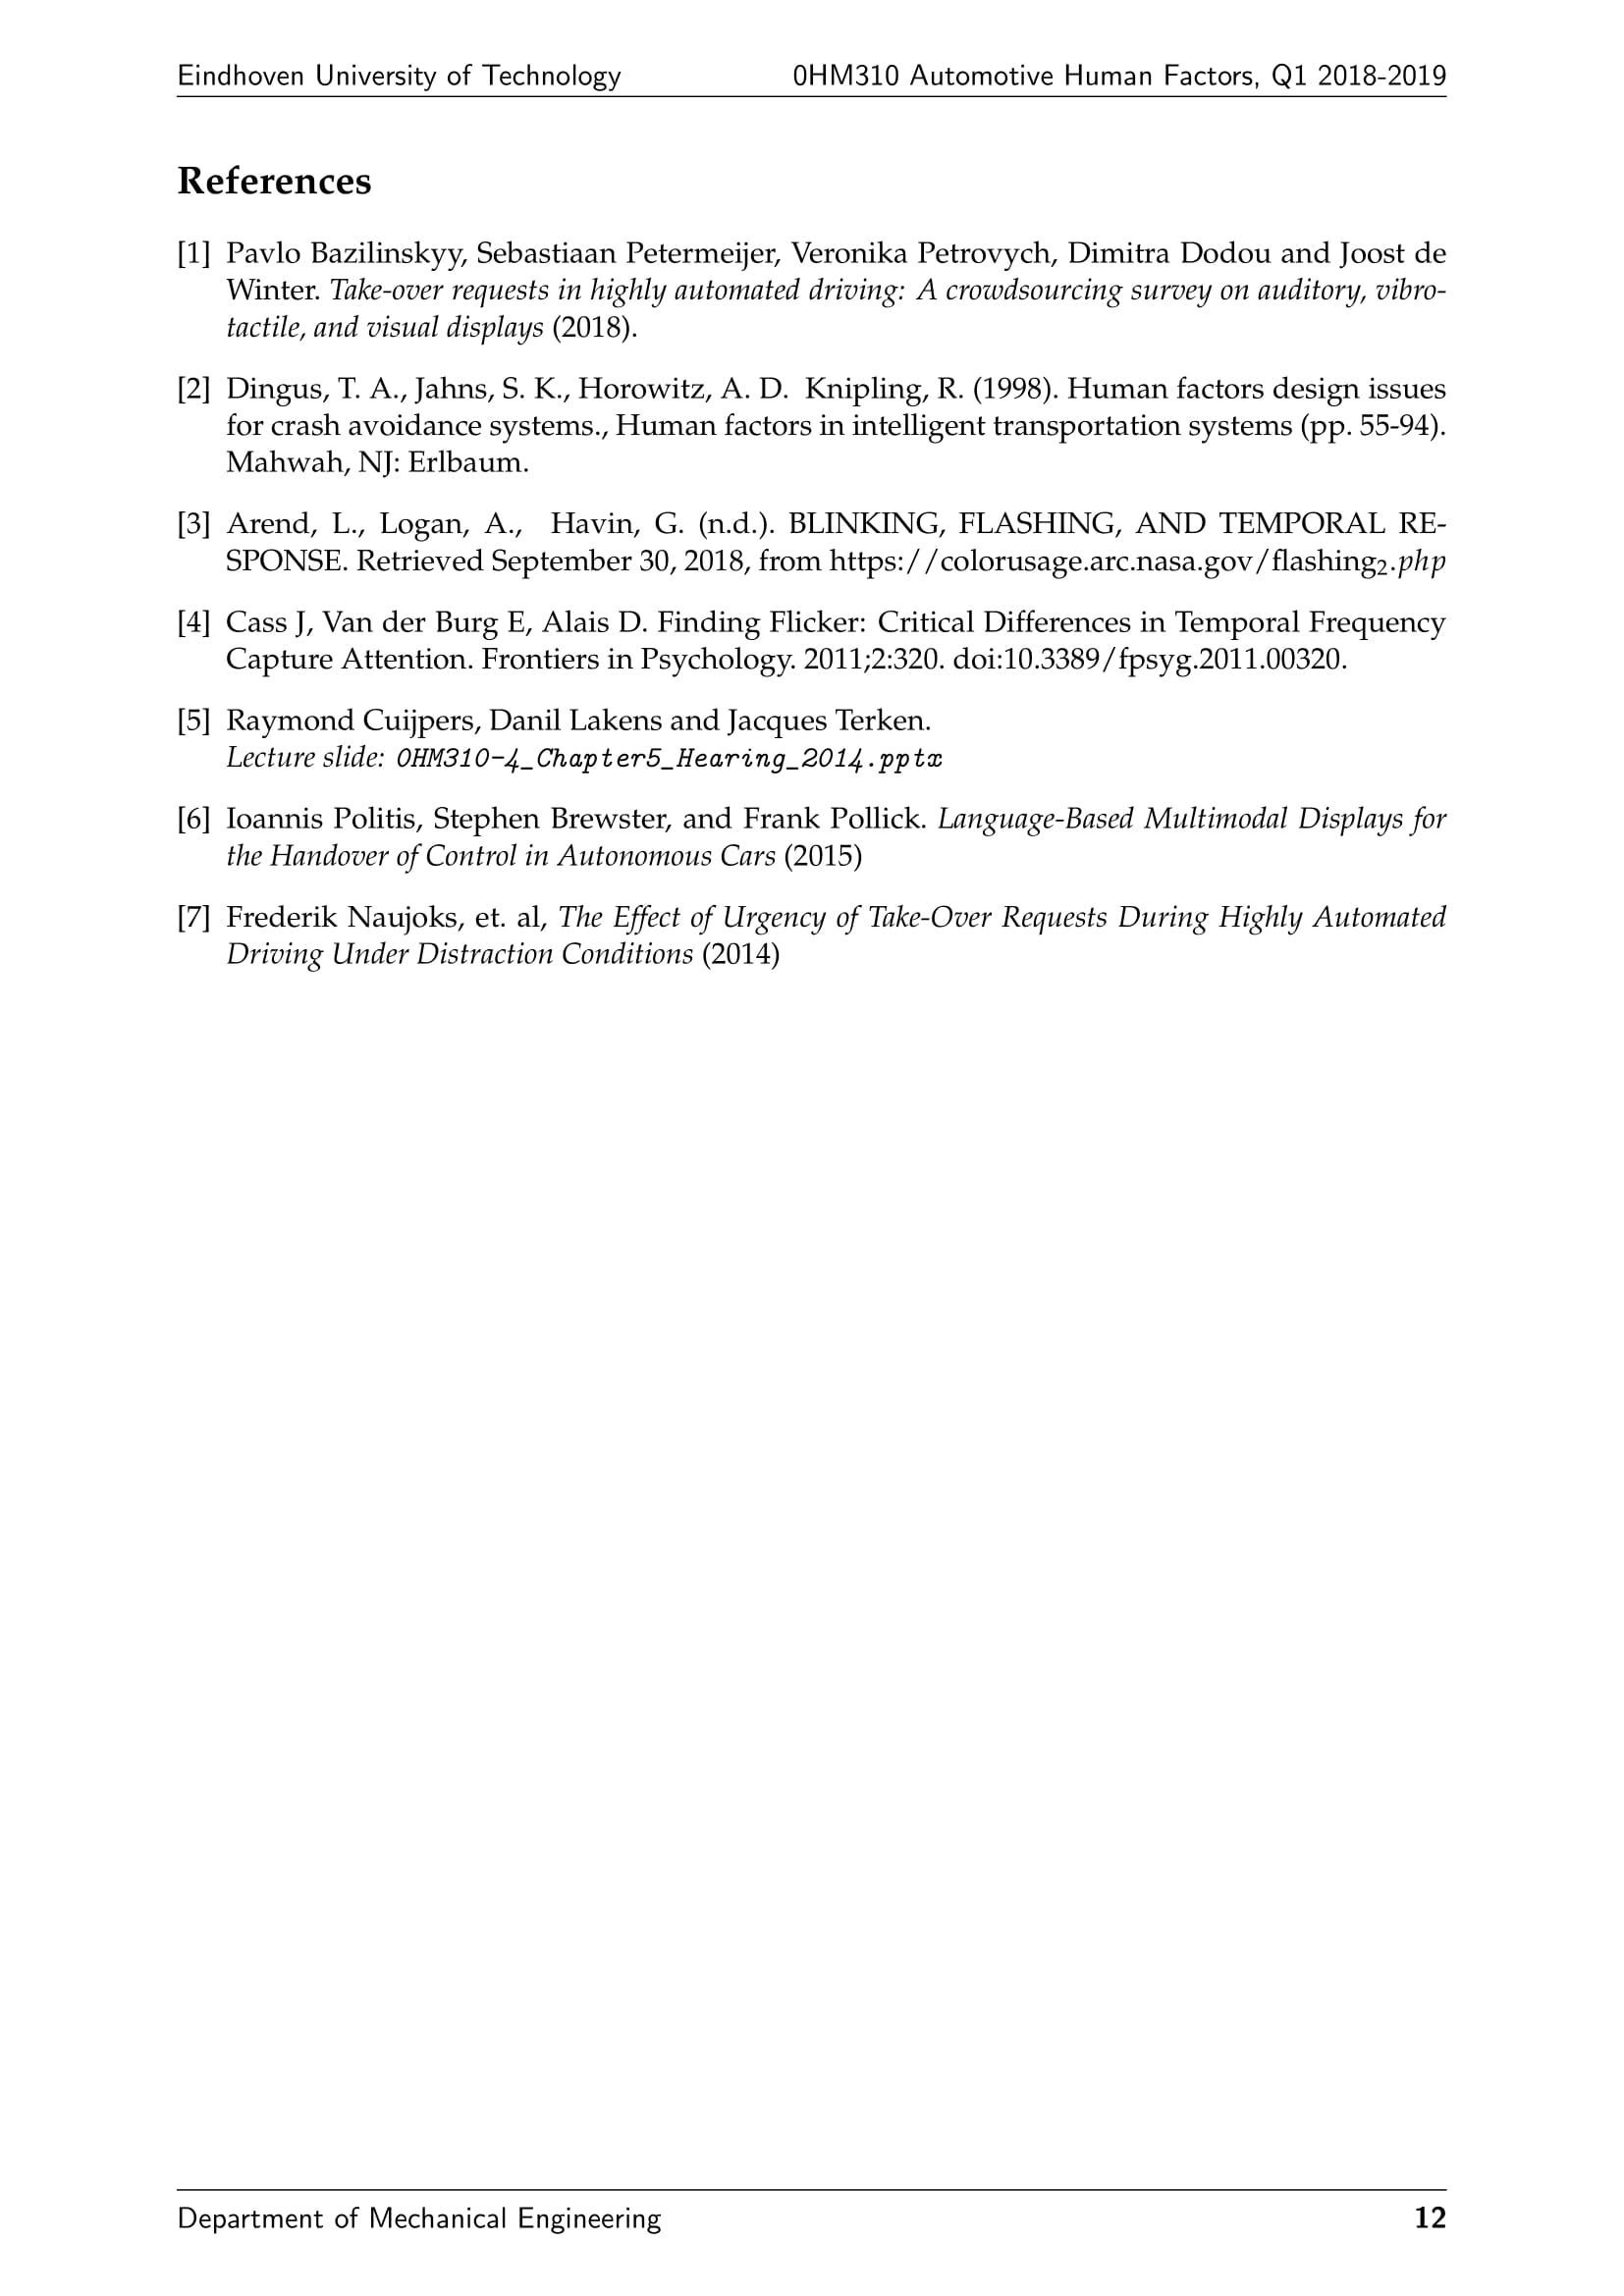 Eindhoven University of Technology 0HM310 Automotive Human Factors, Q1 2018-2019
References
[1] Pavlo Bazilinskyy, Sebastiaan Petermeijer, Veronika Petrovych, Dimitra Dodou and Joost de
Winter. Take-over requests in highly automated driving: A crowdsourcing survey on auditory, vibro-
tactile, and visual displays (2018).
[2] Dingus, T. A., Jahns, S. K., Horowitz, A. D. Knipling, R. (1998). Human factors design issues
for crash avoidance systems., Human factors in intelligent transportation systems (pp. 55-94).
Mahwah, NJ: Erlbaum.
[3] Arend, L., Logan, A., Havin, G. (n.d.). BLINKING, FLASHING, AND TEMPORAL RE-
SPONSE. Retrieved September 30, 2018, from https://colorusage.arc.nasa.gov/flashing₂.php
[4] Cass J, Van der Burg E, Alais D. Finding Flicker: Critical Differences in Temporal Frequency
Capture Attention. Frontiers in Psychology. 2011;2:320. doi:10.3389/fpsyg.2011.00320.
[5] Raymond Cuijpers, Danil Lakens and Jacques Terken.
Lecture slide: 0HM310-4_Chapter5_Hearing_2014.pptx
[6] Ioannis Politis, Stephen Brewster, and Frank Pollick. Language-Based Multimodal Displays for
the Handover of Control in Autonomous Cars (2015)
[7] Frederik Naujoks, et. al, The Effect of Urgency of Take-Over Requests During Highly Automated
Driving Under Distraction Conditions (2014)
Department of Mechanical Engineering 12